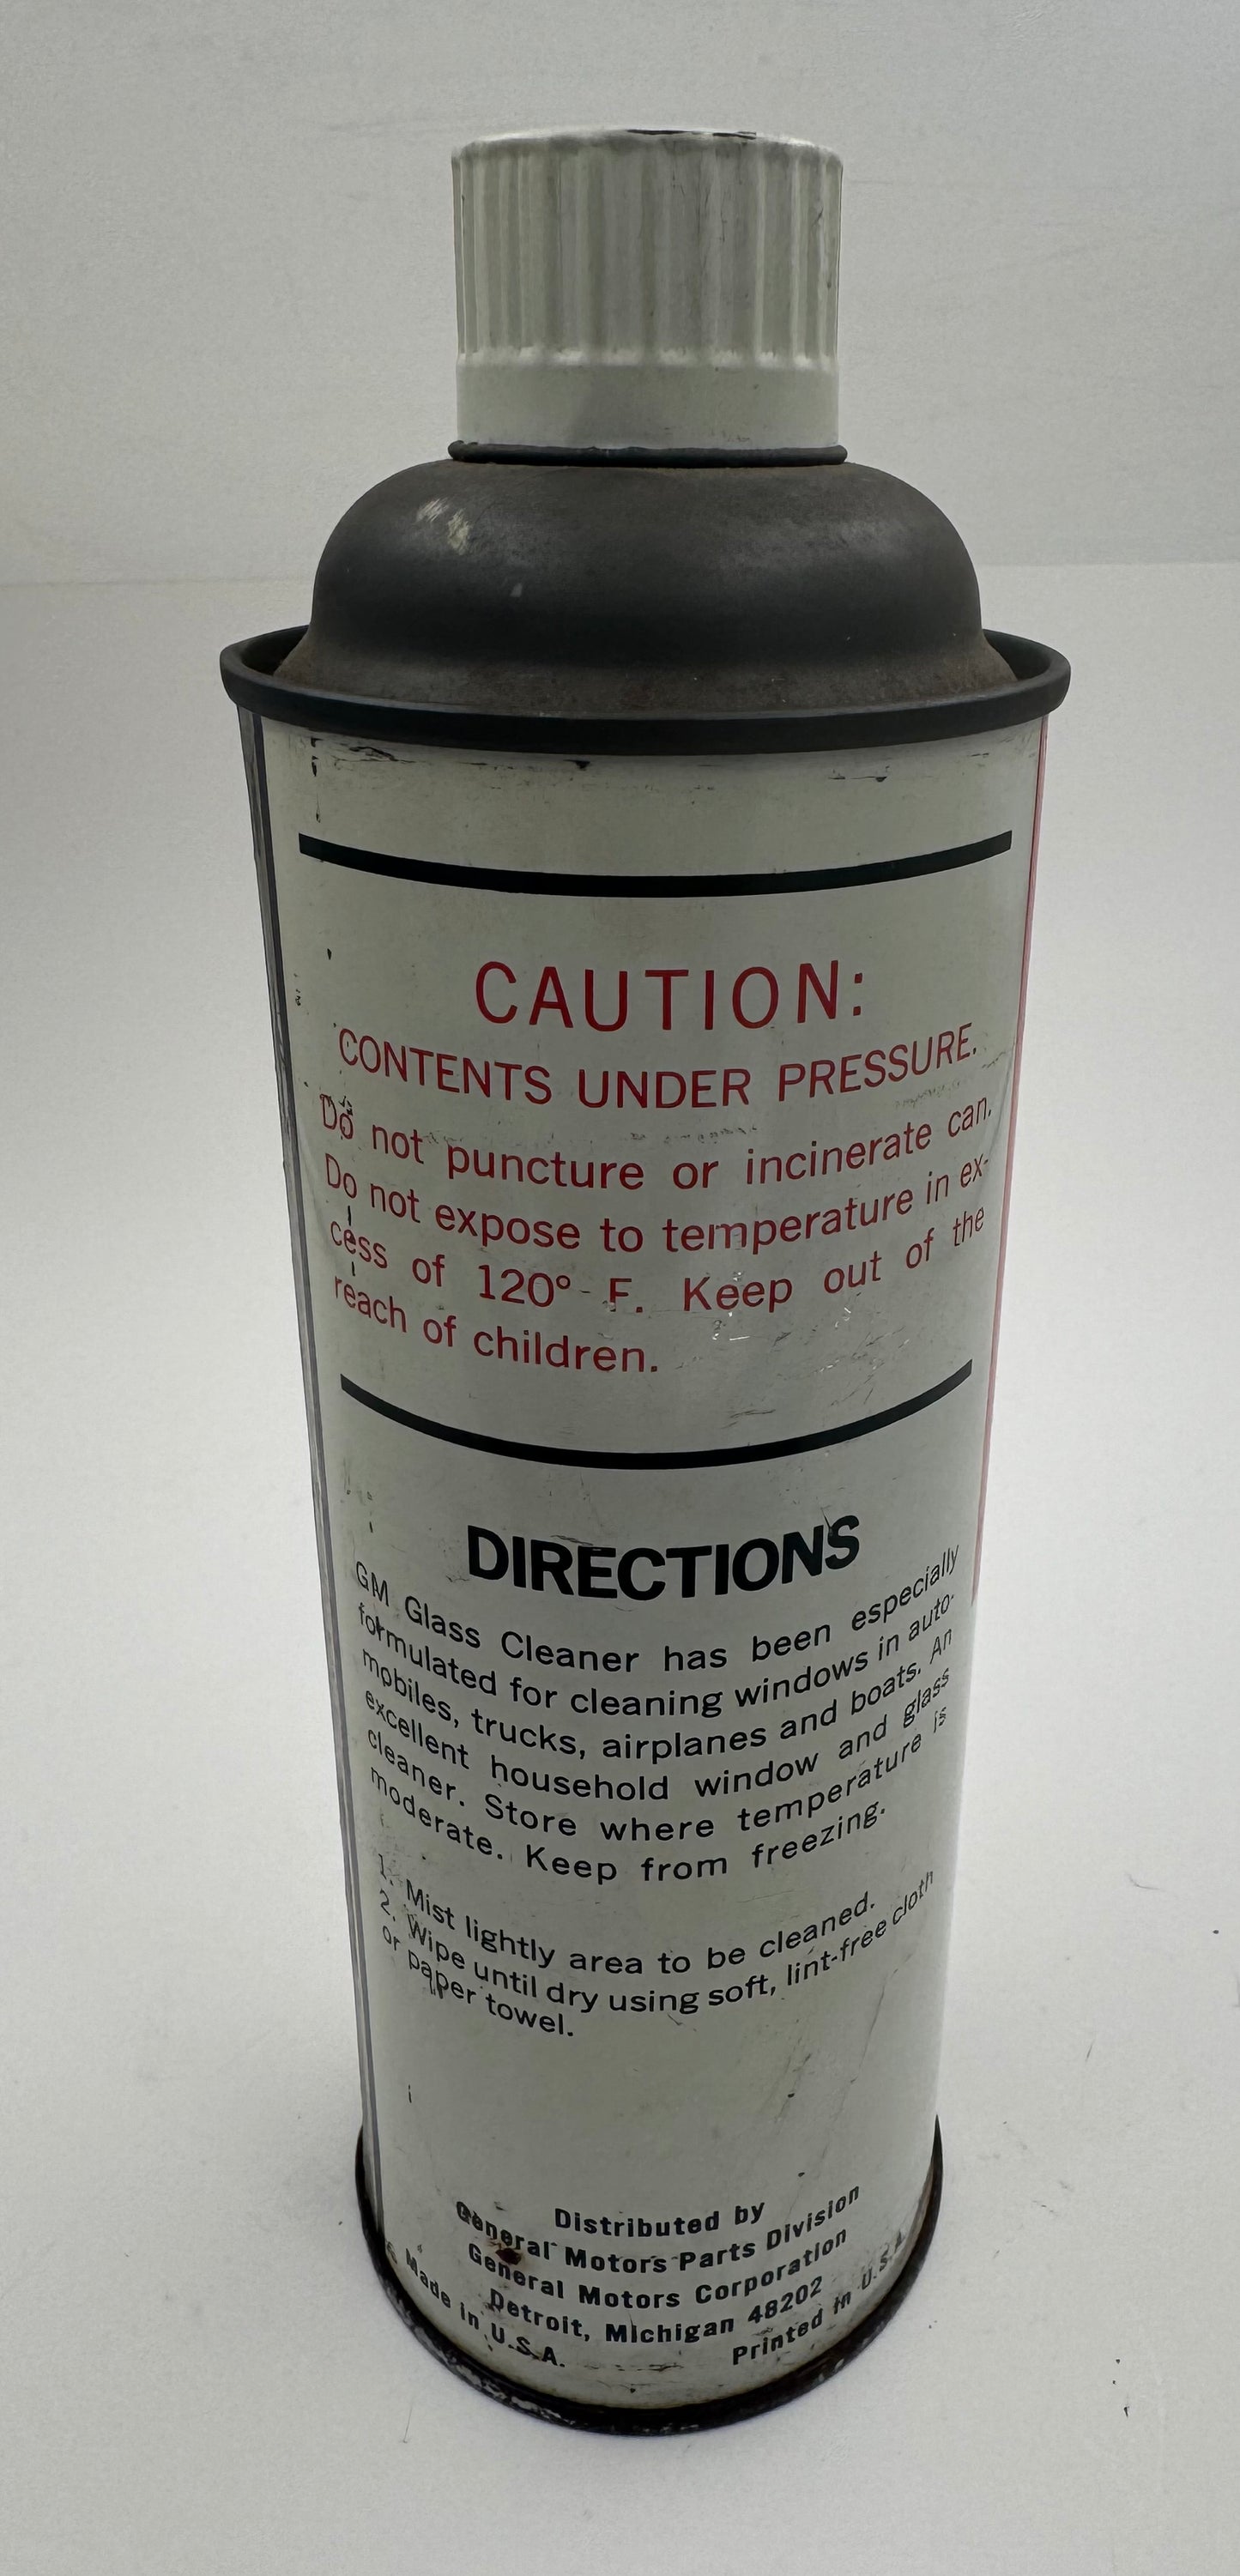 CAUTION:
CONTENTS UNDER PRESSURE.
Do not puncture or incinerate can.
Do not expose to temperature in ex-
cess of 120° F. Keep out of the
reach of children.
DIRECTIONS
GM Glass Cleaner has been especially
formulated for cleaning windows in auto-
mobiles, trucks, airplanes and boats. An
excellent household window and glass
cleaner. Store where temperature is
moderate. Keep from freezing.
1. Mist lightly area to be cleaned.
2. Wipe until dry using soft, lint-free cloth
or paper towel.
Distributed by
General Motors Parts Division
General Motors Corporation
Detroit, Michigan 48202
Made in U.S.A.
Printed in U.S.A.